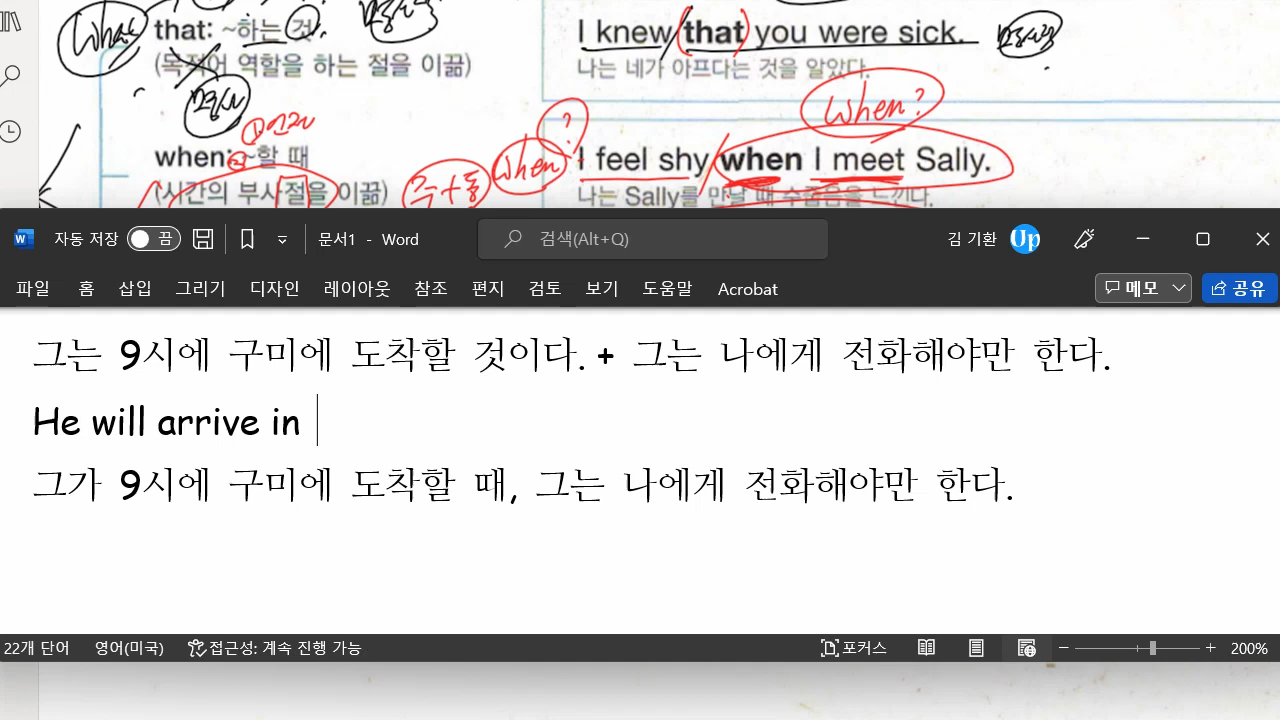 what
that: ~하는 것.
(목적어 역할을 하는 절을 이끎)
I knew that you were sick.
나는 네가 아프다는 것을 알았다.
when?
①언제
when: ~할 때
(시간의 부사절을 이끎)
주+동
when?
I feel shy when I meet Sally.
나는 Sally를 만날 때 수줍음을 느낀다.
자동 저장 끔
문서1 - Word
검색(Alt+Q)
김 기환
파일 홈 삽입 그리기 디자인 레이아웃 참조 편지 검토 보기 도움말 Acrobat
메모 공유
그는 9시에 구미에 도착할 것이다. + 그는 나에게 전화해야만 한다.
He will arrive in
그가 9시에 구미에 도착할 때, 그는 나에게 전화해야만 한다.
22개 단어 영어(미국) 접근성: 계속 진행 가능 포커스 200%